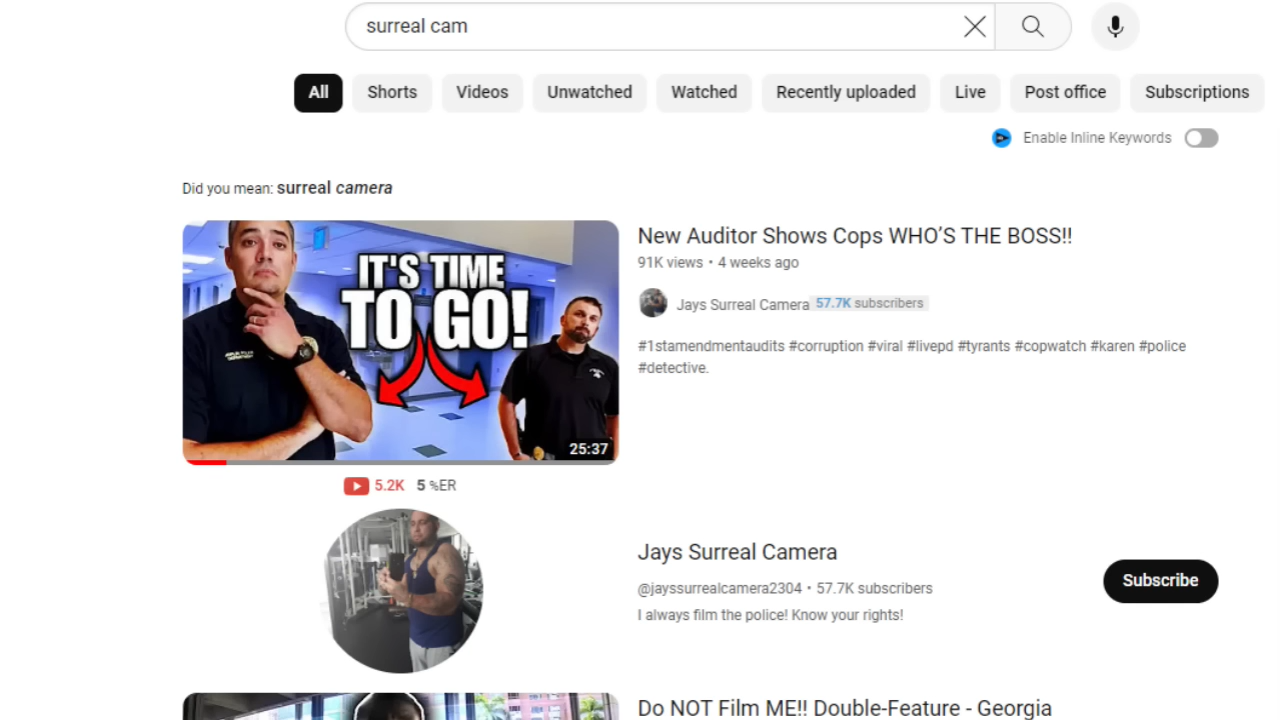 surreal cam
All Shorts Videos Unwatched Watched Recently uploaded Live Post office Subscriptions
Enable Inline Keywords
Did you mean: surreal camera
IT'S TIME
TO GO!
25:37
New Auditor Shows Cops WHO’S THE BOSS!!
91K views • 4 weeks ago
Jays Surreal Camera 57.7K subscribers
#1stamendmentaudits #corruption #viral #livepd #tyrants #copwatch #karen #police
#detective.
5.2K 5 %ER
Jays Surreal Camera
@jayssurrealcamera2304 • 57.7K subscribers
I always film the police! Know your rights!
Subscribe
Do NOT Film ME!! Double-Feature - Georgia